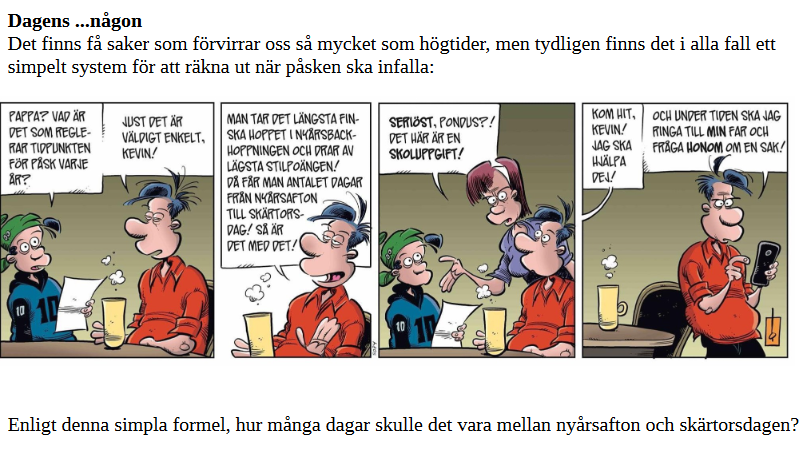 Dagens ...någon
Det finns få saker som förvirrar oss så mycket som högtider, men tydligen finns det i alla fall ett
simpelt system för att räkna ut när påsken ska infalla:
PAPPA? VAD ÄR
DET SOM REGLE-
RAR TIDPUNKTEN
FÖR PÅSK VARJE
ÅR?
JUST DET ÄR
VÄLDIGT ENKELT,
KEVIN!
MAN TAR DET LÄNGSTA FIN-
SKA HOPPET I NYÅRSBACK-
HOPPNINGEN OCH DRAR AV
LÄGSTA STILPOÄNGEN!
DÅ FÅR MAN ANTALET DAGAR
FRÅN NYÅRSAFTON
TILL SKÄRTORS-
DAG! SÅ ÄR
DET MED DET!
SERIÖST, PONDUS?!
DET HÄR ÄR EN
SKOLUPPGIFT!
KOM HIT,
KEVIN!
JAG SKA
HJÄLPA
DEJ!
OCH UNDER TIDEN SKA JAG
RINGA TILL MIN FAR OCH
FRÅGA HONOM OM EN SAK!
10
10
10
10
Enligt denna simpla formel, hur många dagar skulle det vara mellan nyårsafton och skärtorsdagen?